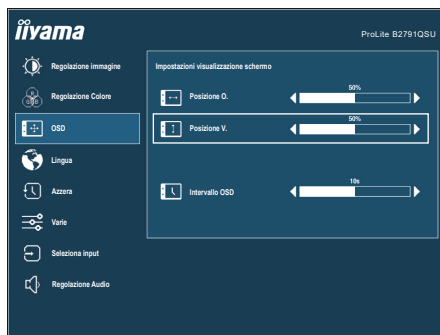 iiyama
ProLite B2791QSU
Regolazione immagine
Regolazione Colore
OSD
Lingua
Azzera
Varie
Seleziona input
Regolazione Audio
Impostazioni visualizzazione schermo
Posizione O.
50%
Posizione V.
50%
Intervallo OSD
10s